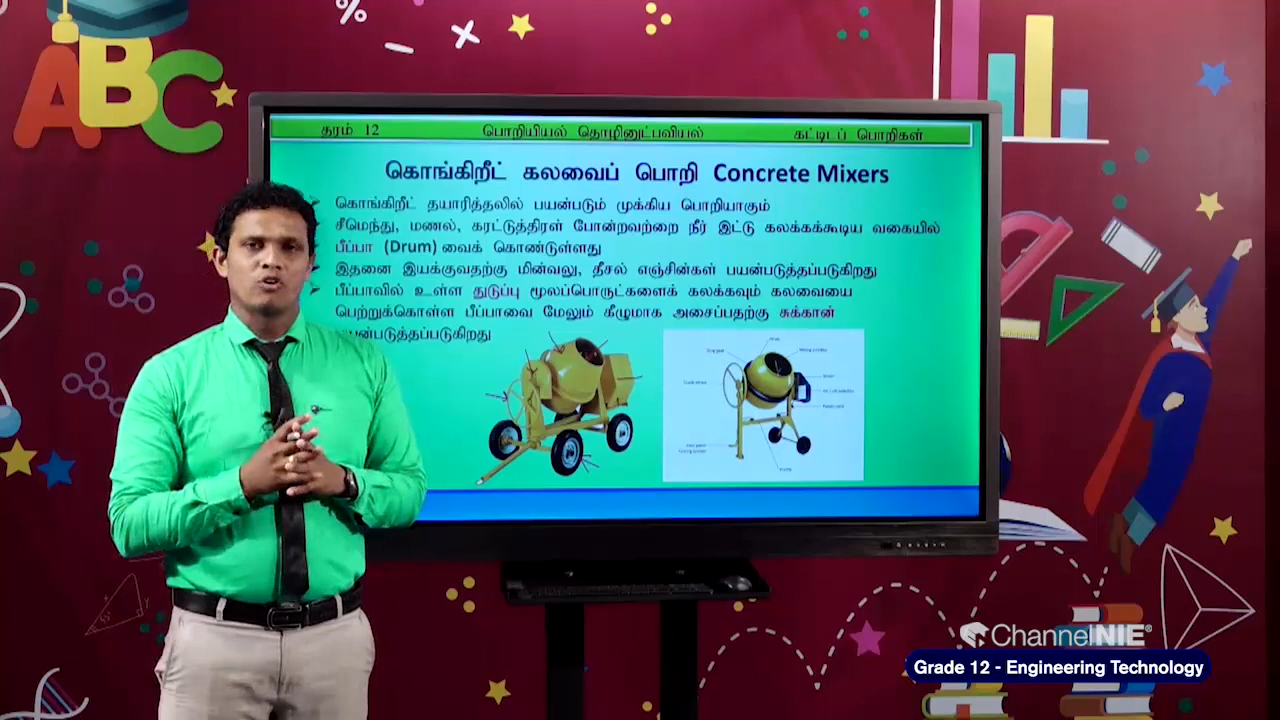 ABC
%
தரம் 12 பொறியியல் தொழினுட்பவியல் கட்டிடப் பொறிகள்
கொங்கிறீட் கலவைப் பொறி Concrete Mixers
கொங்கிறீட் தயாரித்தலில் பயன்படும் முக்கிய பொறியாகும்
சீமெந்து, மணல், கரட்டுத்திரள் போன்றவற்றை நீர் இட்டு கலக்கக்கூடிய வகையில்
பீப்பா (Drum) வைக் கொண்டுள்ளது
இதனை இயக்குவதற்கு மின்வலு, தீசல் எஞ்சின்கள் பயன்படுத்தப்படுகிறது
பீப்பாவில் உள்ள துடுப்பு மூலப்பொருட்களைக் கலக்கவும் கலவையை
பெற்றுக்கொள்ள பீப்பாவை மேலும் கீழுமாக அசைப்பதற்கு சுக்கான்
யன்படுத்தப்படுகிறது
ChannelNIE®
Grade 12 - Engineering Technology